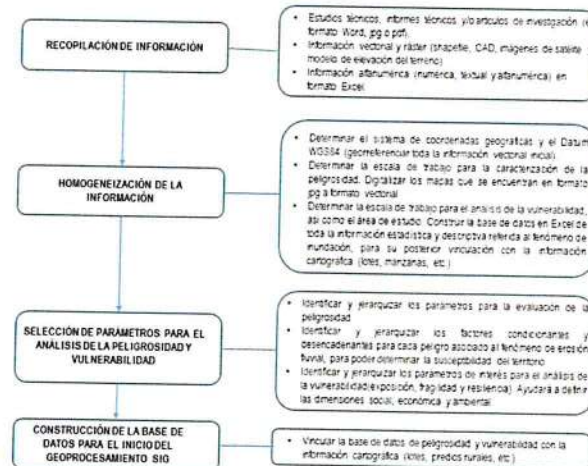 RECOPILACIÓN DE INFORMACIÓN
• Estudios técnicos, informes técnicos y/o artículos de investigación (
formato Word, jpg o pdf).
• Información vectorial y ráster (shapefile, CAD, imágenes de satélite
modelo de elevación del terreno)
• Información alfanumérica (numérica, textual y alfanumérica) en
formato Excel
HOMOGENEIZACIÓN DE LA
INFORMACIÓN
• Determinar el sistema de coordenadas geográficas y el Datum
WGS84 (georreferenciar toda la información vectorial inicial)
• Determinar la escala de trabajo para la caracterización de la
peligrosidad. Digitalizar los mapas que se encuentran en formato
jpg a formato vectorial
• Determinar la escala de trabajo para el análisis de la vulnerabilidad,
así como el área de estudio. Construir la base de datos en Excel de
toda la información estadística y descriptiva referida al fenómeno de
inundación, para su posterior vinculación con la información
cartográfica (lotes, manzanas, etc.)
SELECCIÓN DE PARÁMETROS PARA EL
ANÁLISIS DE LA PELIGROSIDAD Y
VULNERABILIDAD
• Identificar y jerarquizar los parámetros para la evaluación de la
peligrosidad
• Identificar y jerarquizar los factores condicionantes y
desencadenantes para cada peligro asociado al fenómeno de erosión
fluvial, para poder determinar la susceptibilidad del territorio
• Identificar y jerarquizar los parámetros de interés para el análisis de
la vulnerabilidad (exposición, fragilidad y resiliencia). Ayudará a definir
las dimensiones social, económica y ambiental.
CONSTRUCCIÓN DE LA BASE DE
DATOS PARA EL INICIO DEL
GEOPROCESAMIENTO SIG
• Vincular la base de datos de peligrosidad y vulnerabilidad con la
información cartográfica (lotes, predios rurales, etc.)